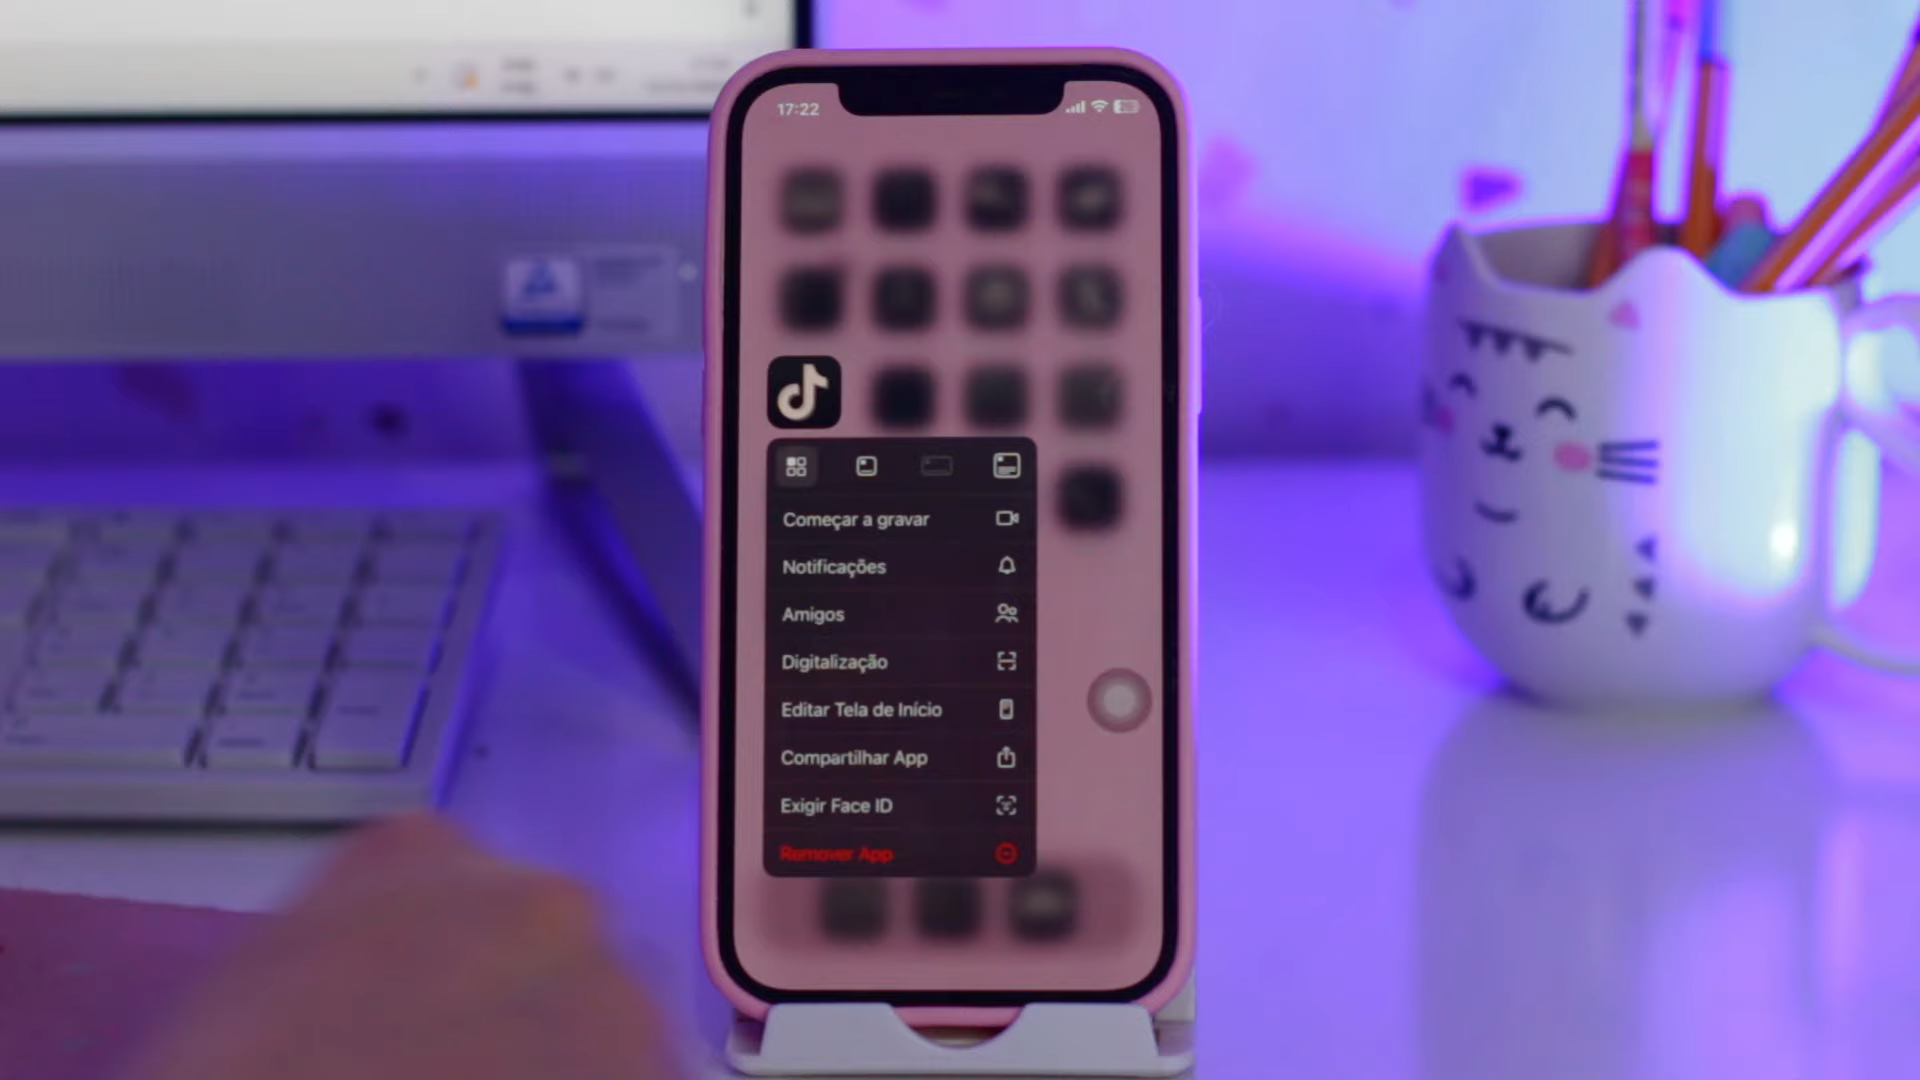 17:22
Começar a gravar
Notificações
Amigos
Digitalização
Editar Tela de Início
Compartilhar App
Exigir Face ID
Remover App